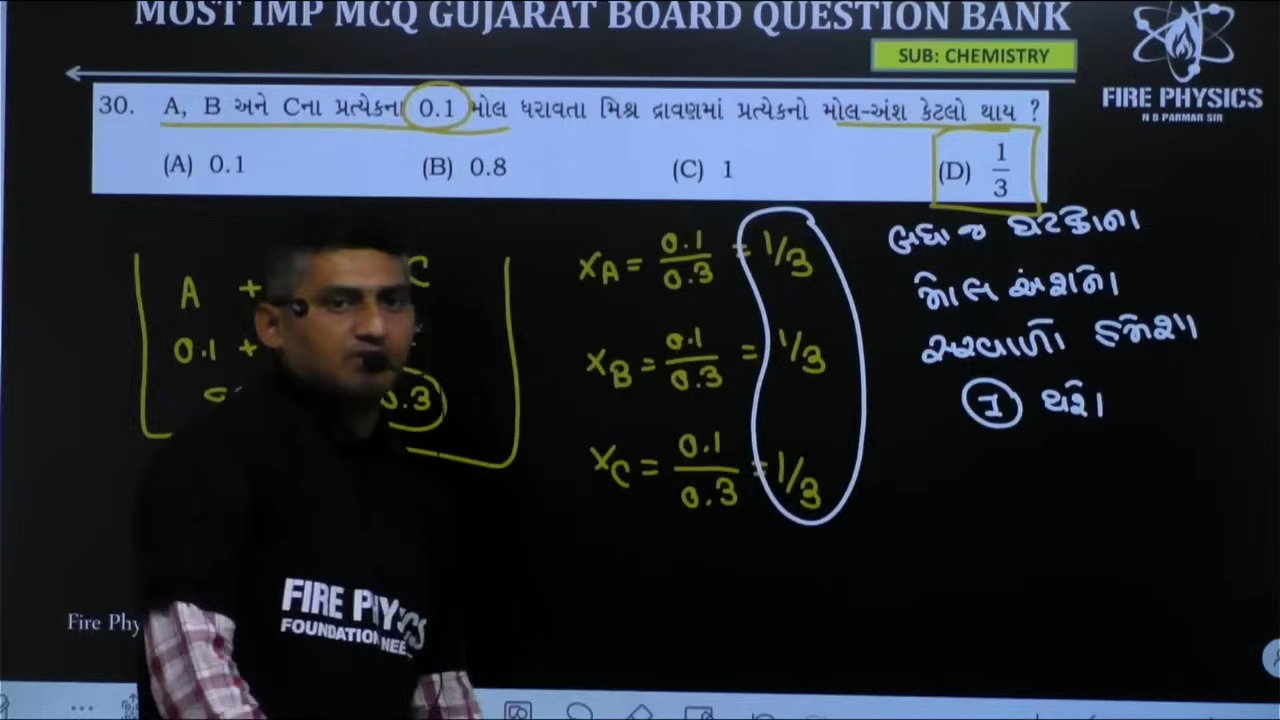 MOST IMP MCQ GUJARAT BOARD QUESTION BANK
SUB: CHEMISTRY
FIRE PHYSICS
N B PARMAR SIR
30. A, B અને Cના પ્રત્યેકના 0.1 મોલ ધરાવતા મિશ્ર દ્રાવણમાં પ્રત્યેકનો મોલ-અંશ કેટલો થાય ?
(A) 0.1 (B) 0.8 (C) 1 (D) 1/3
A + C
0.1 +
0.3
xA = 0.1/0.3 = 1/3
xB = 0.1/0.3 = 1/3
xC = 0.1/0.3 = 1/3
બધા જ ઘટકોના
મોલ અંશનો
સરવાળો હંમેશા
1 થશે
FIRE PHYSICS
FOUNDATION NEE
Fire Phy